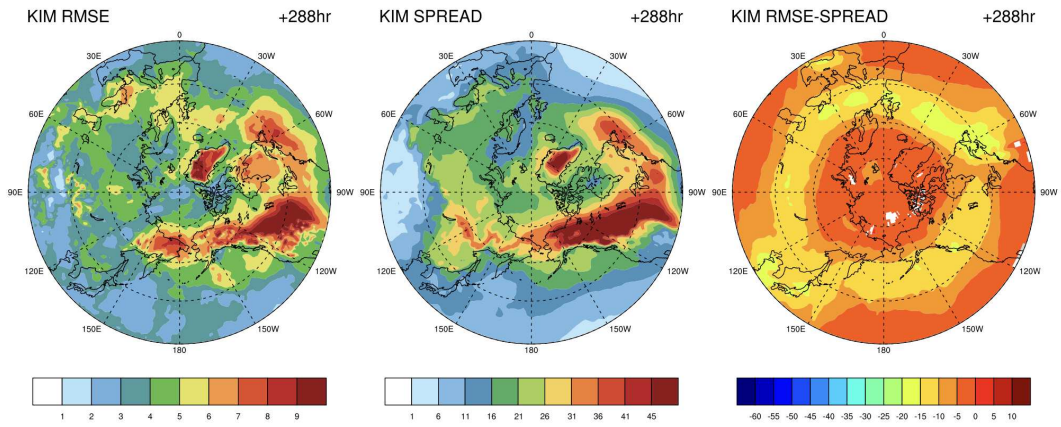 KIM RMSE +288hr
0
30E 30W
60E 60W
90E 90W
120E 120W
150E 150W
180
1 2 3 4 5 6 7 8 9
KIM SPREAD +288hr
0
30E 30W
60E 60W
90E 90W
120E 120W
150E 150W
180
1 6 11 16 21 26 31 36 41 45
KIM RMSE-SPREAD +288hr
0
30E 30W
60E 60W
90E 90W
120E 120W
150E 150W
180
-60 -55 -50 -45 -40 -35 -30 -25 -20 -15 -10 -5 0 5 10